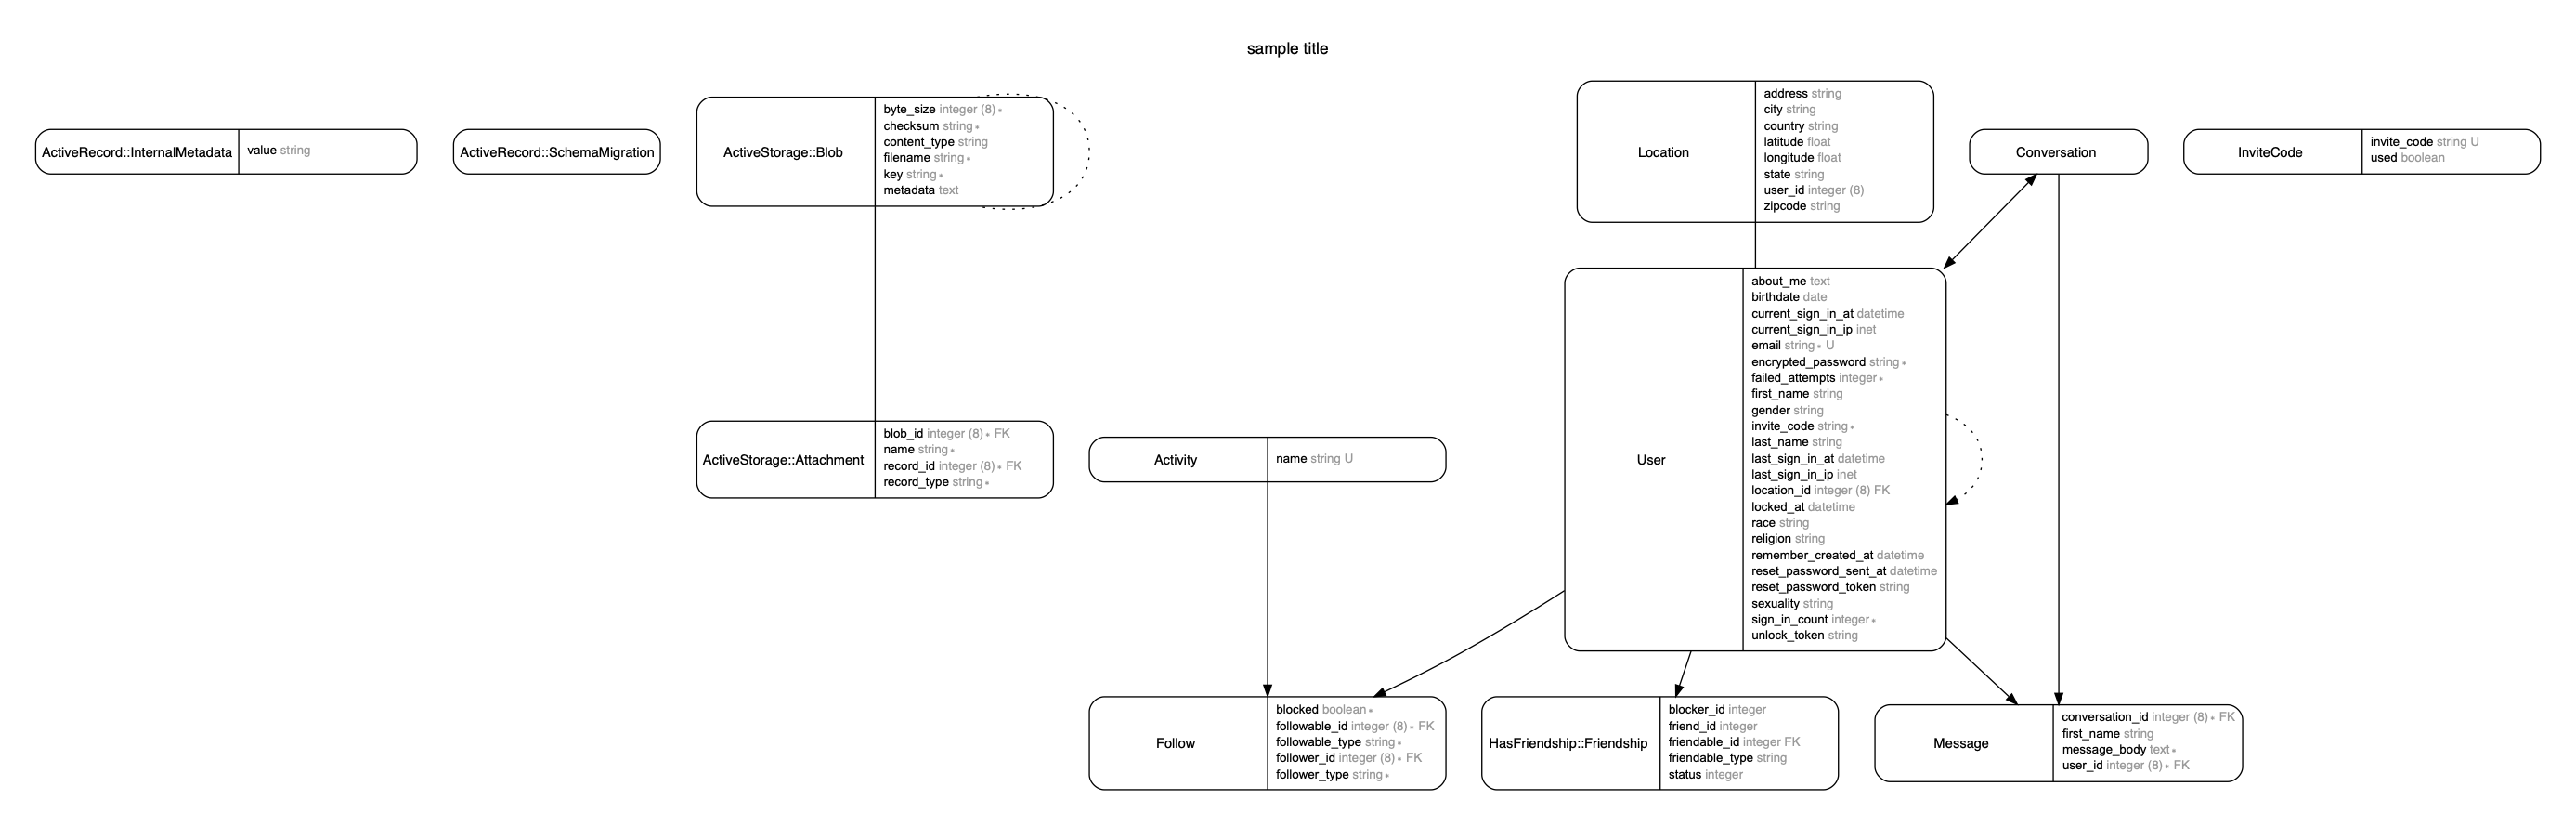 sample title
ActiveRecord::InternalMetadata
value string
ActiveRecord::SchemaMigration
ActiveStorage::Blob
byte_size integer (8) *
checksum string *
content_type string
filename string *
key string *
metadata text
Location
address string
city string
country string
latitude float
longitude float
state string
user_id integer (8)
zipcode string
Conversation
InviteCode
invite_code string U
used boolean
ActiveStorage::Attachment
blob_id integer (8) * FK
name string *
record_id integer (8) * FK
record_type string *
Activity
name string U
User
about_me text
birthdate date
current_sign_in_at datetime
current_sign_in_ip inet
email string * U
encrypted_password string *
failed_attempts integer *
first_name string
gender string
invite_code string *
last_name string
last_sign_in_at datetime
last_sign_in_ip inet
location_id integer (8) FK
locked_at datetime
race string
religion string
remember_created_at datetime
reset_password_sent_at datetime
reset_password_token string
sexuality string
sign_in_count integer *
unlock_token string
Follow
blocked boolean *
followable_id integer (8) * FK
followable_type string *
follower_id integer (8) * FK
follower_type string *
HasFriendship::Friendship
blocker_id integer
friend_id integer
friendable_id integer FK
friendable_type string
status integer
Message
conversation_id integer (8) * FK
first_name string
message_body text *
user_id integer (8) * FK